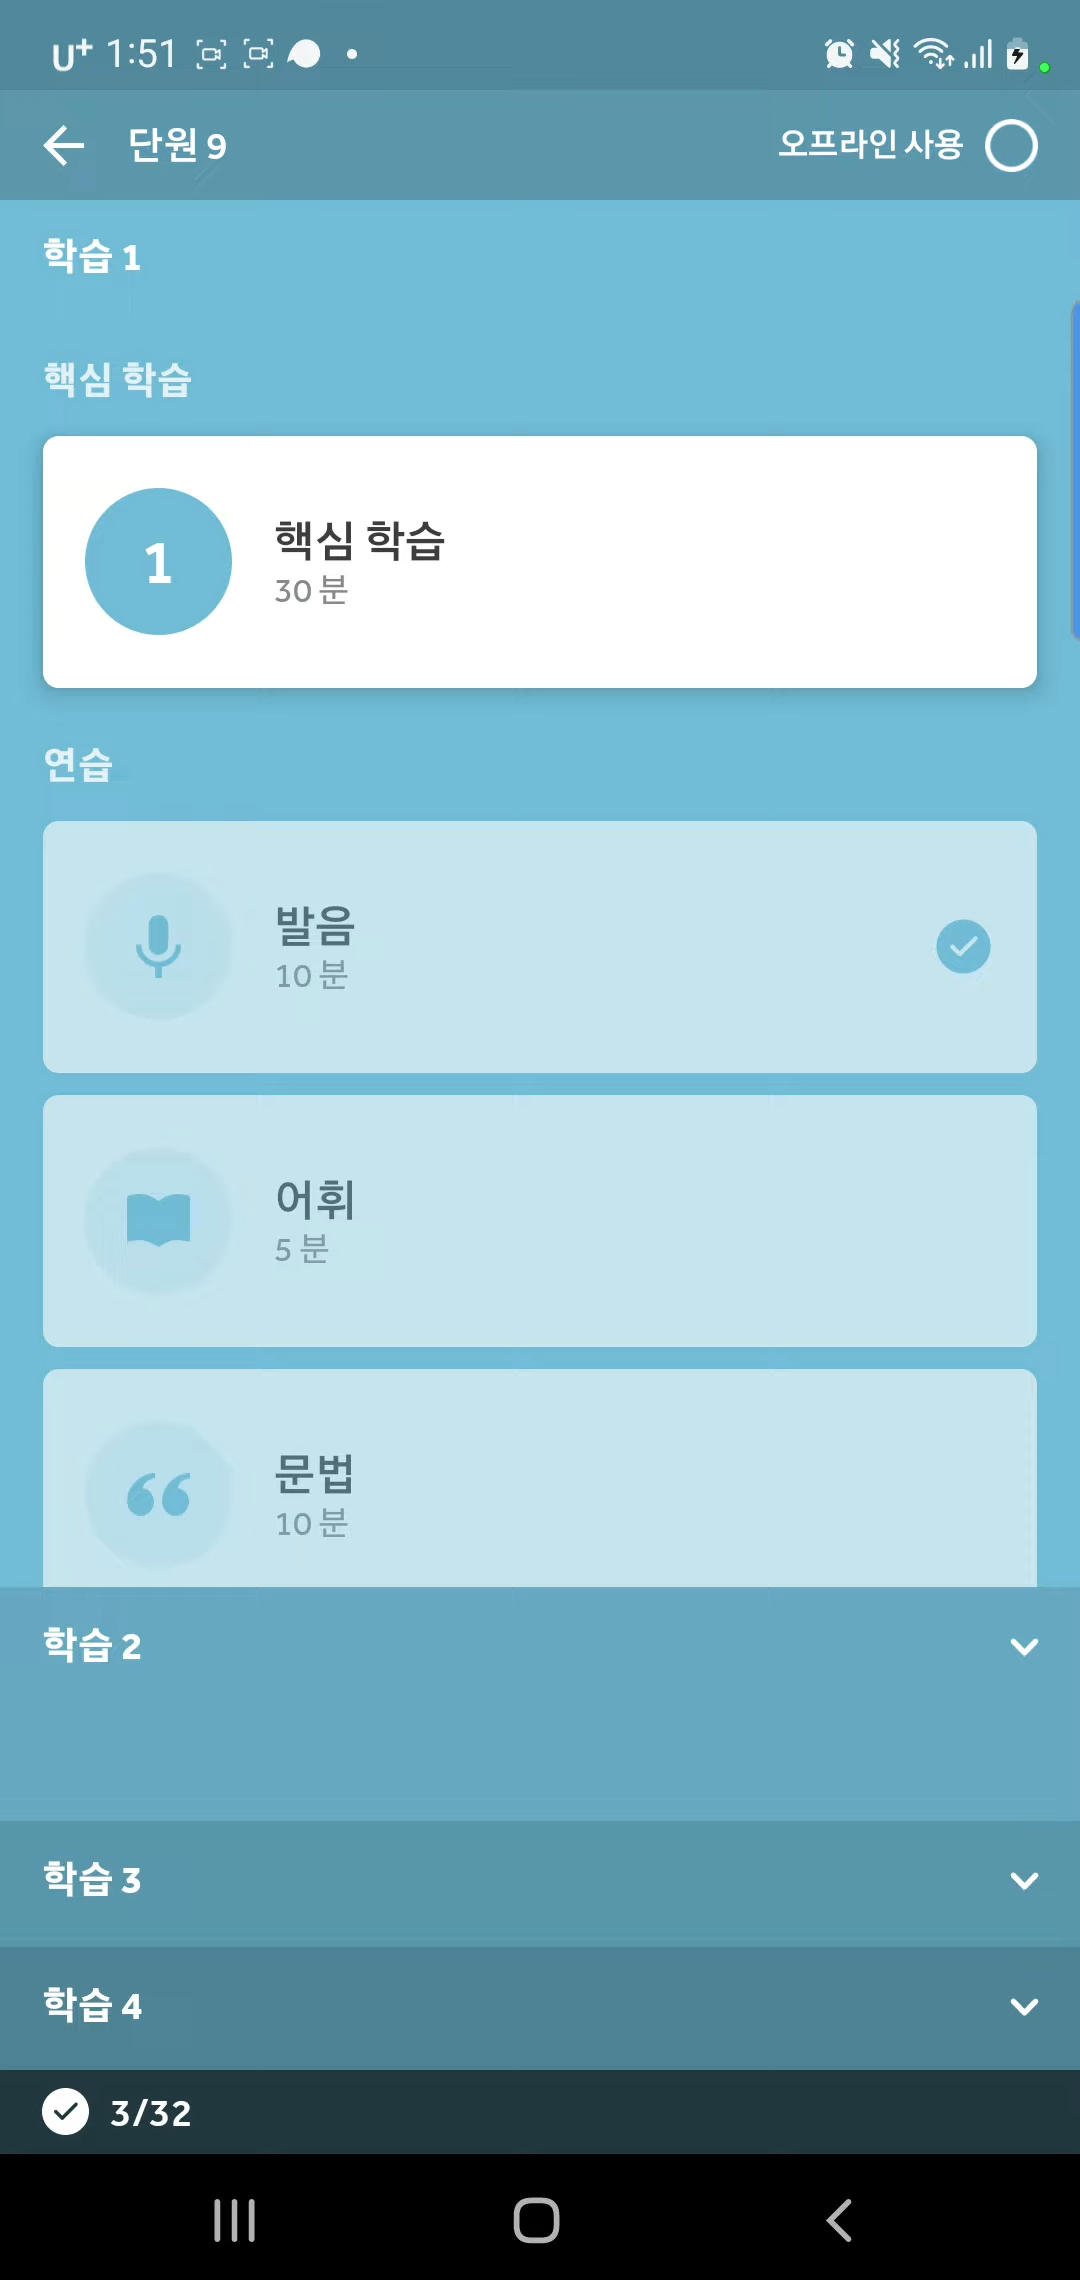 U+ 1:51
단원 9
오프라인 사용
학습 1
핵심 학습
1
핵심 학습
30 분
연습
발음
10 분
어휘
5 분
문법
10 분
학습 2
학습 3
학습 4
3/32